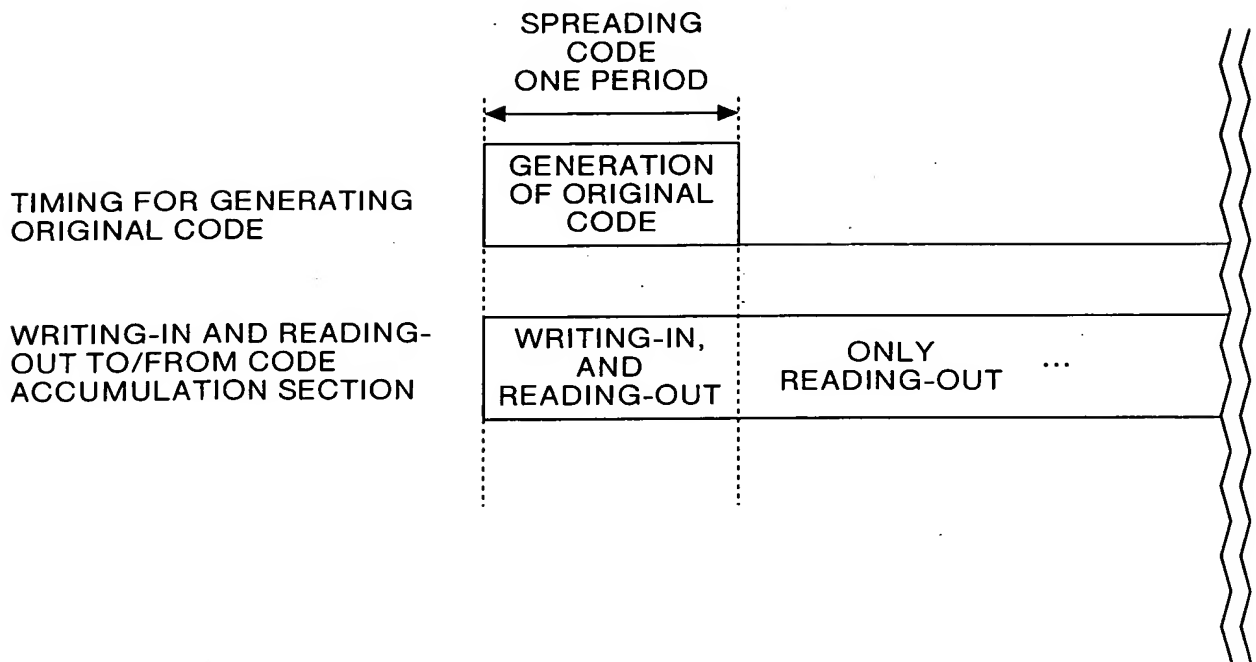 SPREADING
CODE
ONE PERIOD
TIMING FOR GENERATING
ORIGINAL CODE
GENERATION
OF ORIGINAL
CODE
WRITING-IN AND READING-
OUT TO/FROM CODE
ACCUMULATION SECTION
WRITING-IN,
AND
READING-OUT
ONLY
READING-OUT
...